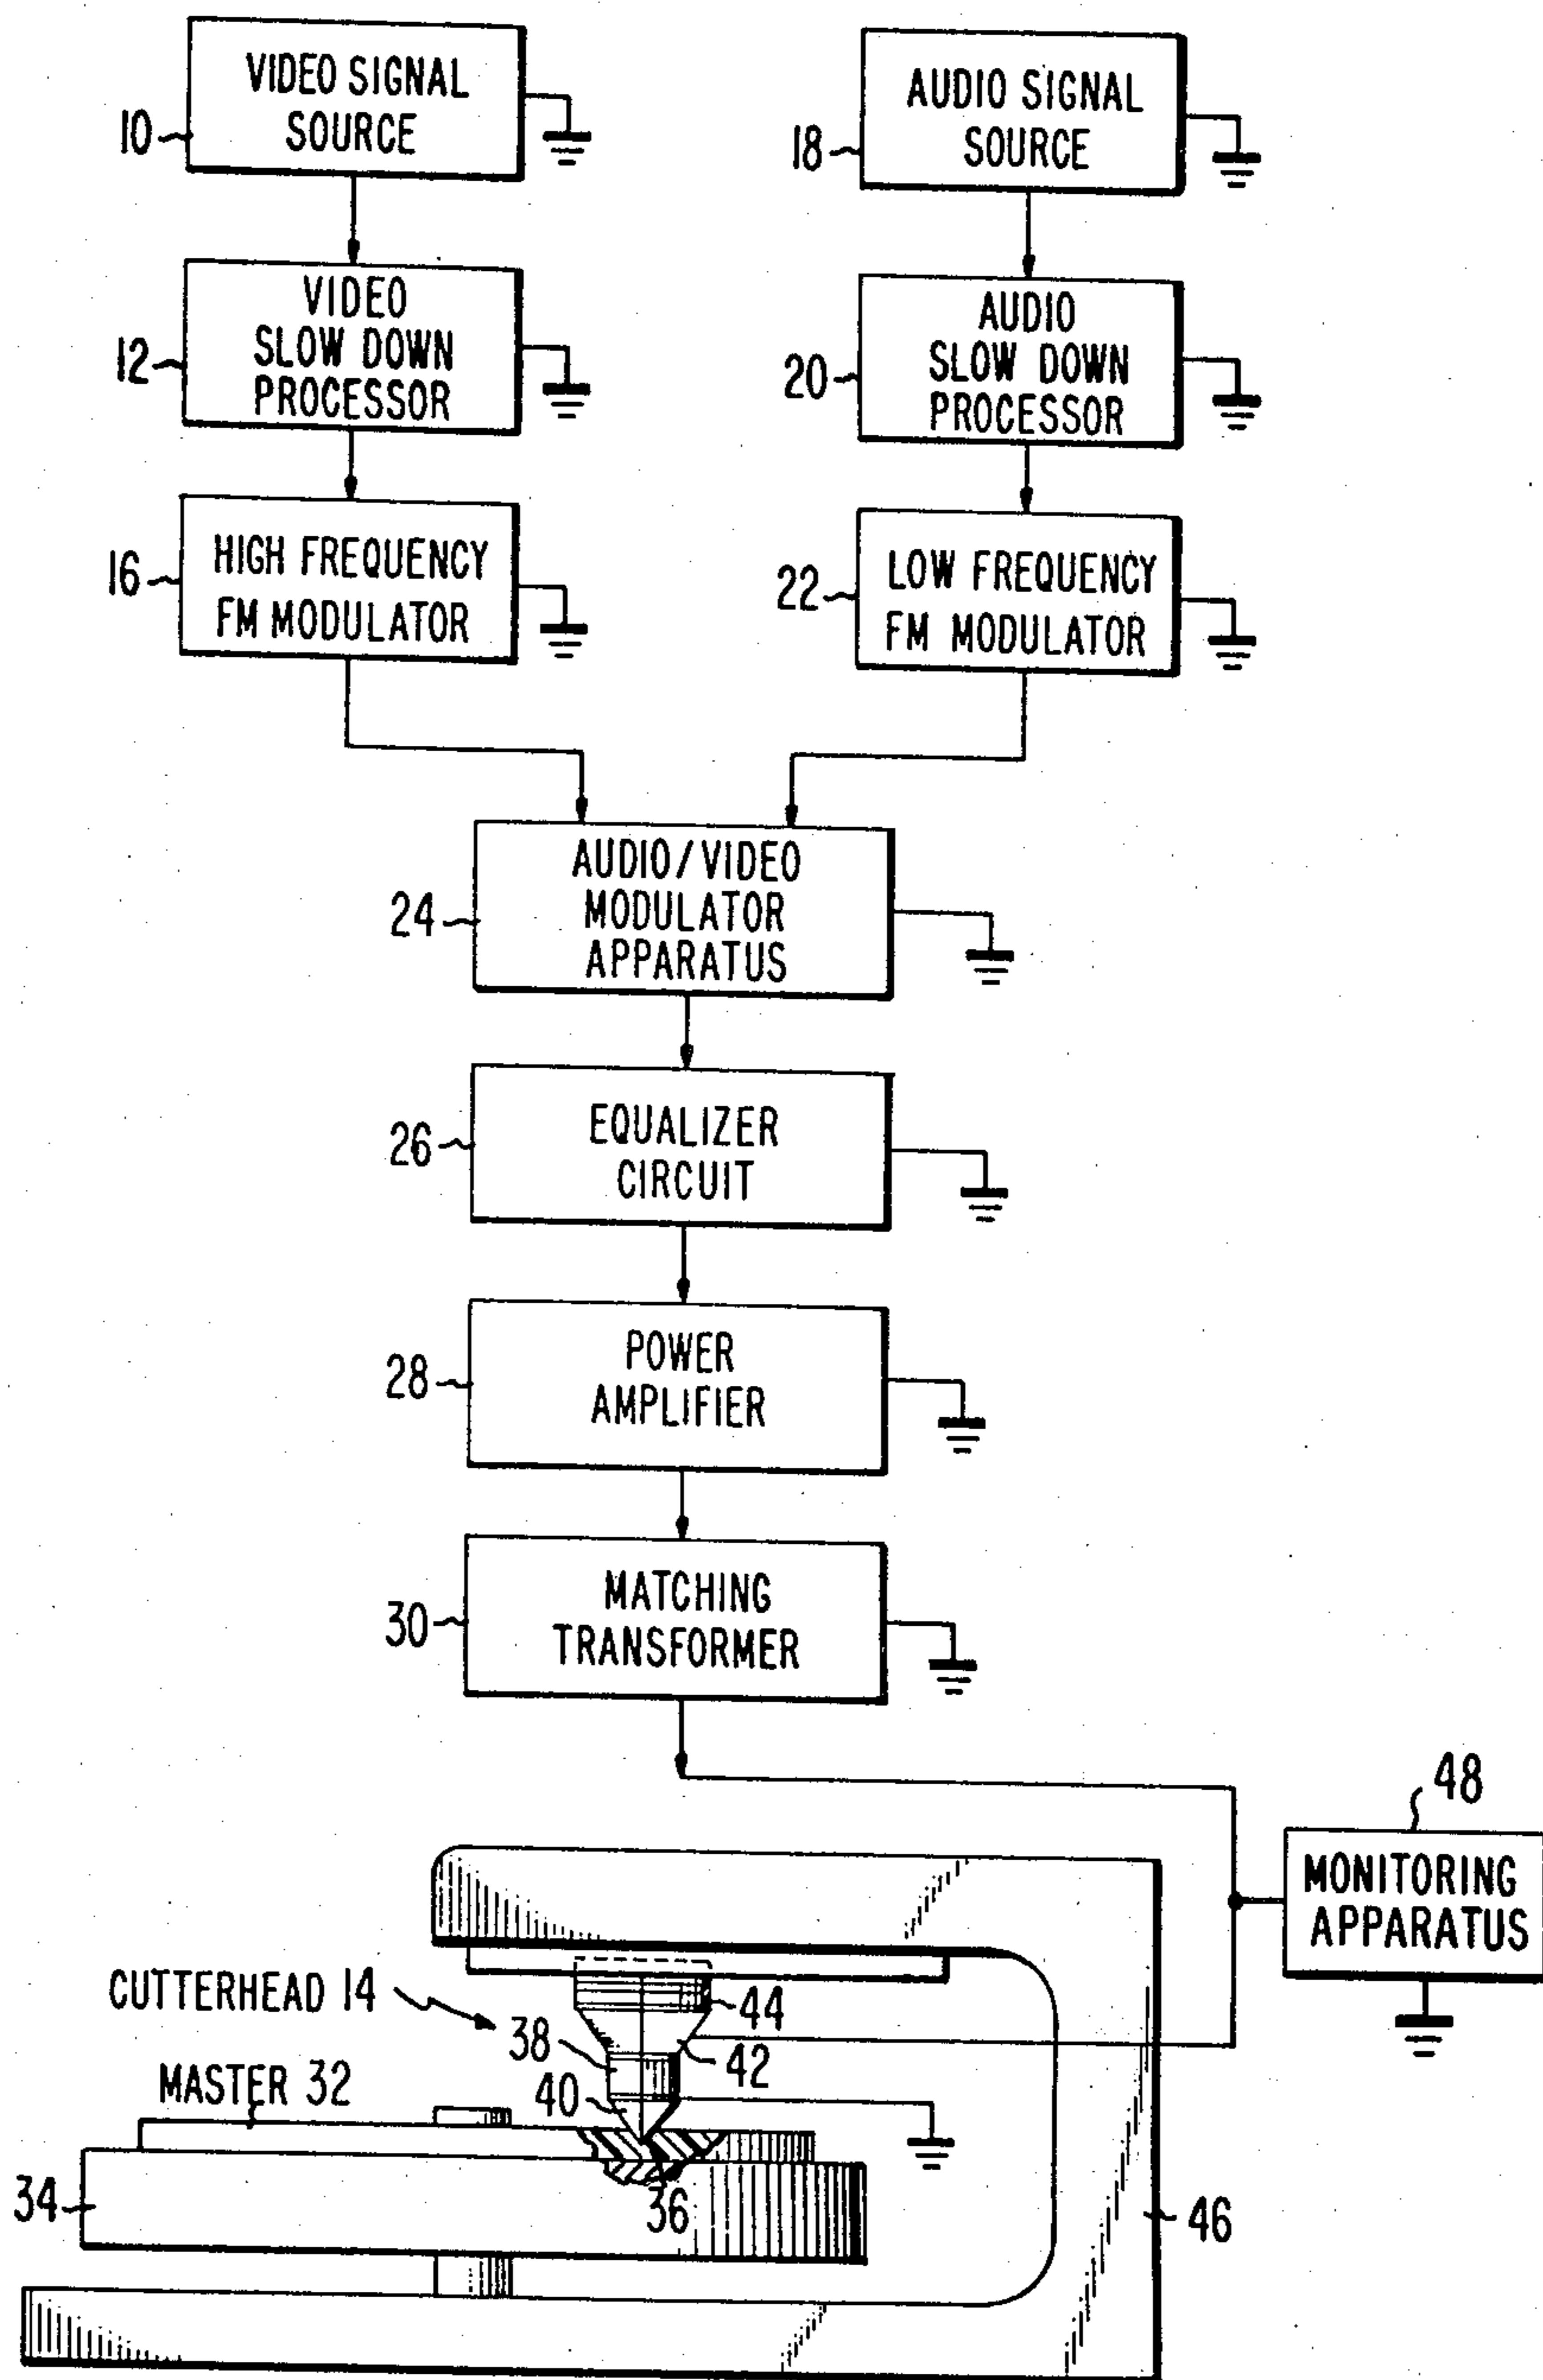 VIDEO SIGNAL
SOURCE
10
AUDIO SIGNAL
SOURCE
18
VIDEO
SLOW DOWN
PROCESSOR
12
AUDIO
SLOW DOWN
PROCESSOR
20
HIGH FREQUENCY
FM MODULATOR
16
LOW FREQUENCY
FM MODULATOR
22
AUDIO/VIDEO
MODULATOR
APPARATUS
24
EQUALIZER
CIRCUIT
26
POWER
AMPLIFIER
28
MATCHING
TRANSFORMER
30
48
MONITORING
APPARATUS
CUTTERHEAD 14
44
38
42
40
MASTER 32
34
36
46